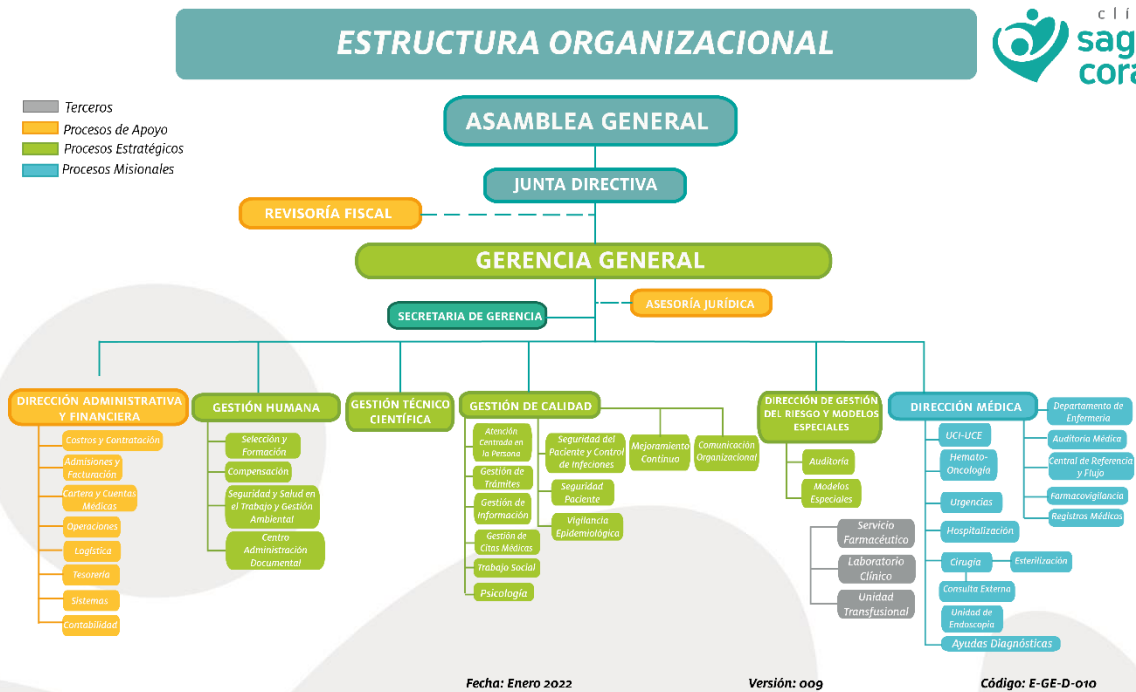 ESTRUCTURA ORGANIZACIONAL
clí
sag
cora
Terceros
Procesos de Apoyo
Procesos Estratégicos
Procesos Misionales
ASAMBLEA GENERAL
JUNTA DIRECTIVA
REVISORÍA FISCAL
GERENCIA GENERAL
ASESORÍA JURÍDICA
SECRETARIA DE GERENCIA
DIRECCIÓN ADMINISTRATIVA
Y FINANCIERA
Costros y Contratación
Admisiones y
Facturación
Cartera y Cuentas
Médicas
Operaciones
Logística
Tesorería
Sistemas
Contabilidad
GESTIÓN HUMANA
Selección y
Formación
Compensación
Seguridad y Salud en
el Trabajo y Gestión
Ambiental
Centro
Administración
Documental
GESTIÓN TÉCNICO
CIENTÍFICA
GESTIÓN DE CALIDAD
Atención
Centrada en
la Persona
Gestión de
Trámites
Gestión de
Información
Gestión de
Citas Médicas
Trabajo Social
Psicología
Seguridad del
Paciente y Control
de Infeciones
Seguridad
Paciente
Vigilancia
Epidemiológica
Mejoramiento
Continuo
Comunicación
Organizacional
DIRECCIÓN DE GESTIÓN
DEL RIESGO Y MODELOS
ESPECIALES
Auditoría
Modelos
Especiales
Servicio
Farmacéutico
Laboratorio
Clínico
Unidad
Transfusional
DIRECCIÓN MÉDICA
UCI-UCE
Hemato-
Oncología
Urgencias
Hospitalización
Cirugía
Esterilización
Consulta Externa
Unidad de
Endoscopia
Ayudas Diagnósticas
Departamento de
Enfermería
Auditoría Médica
Central de Referencia
y Flujo
Farmacovigilancia
Registros Médicos
Fecha: Enero 2022
Versión: 009
Código: E-GE-D-010